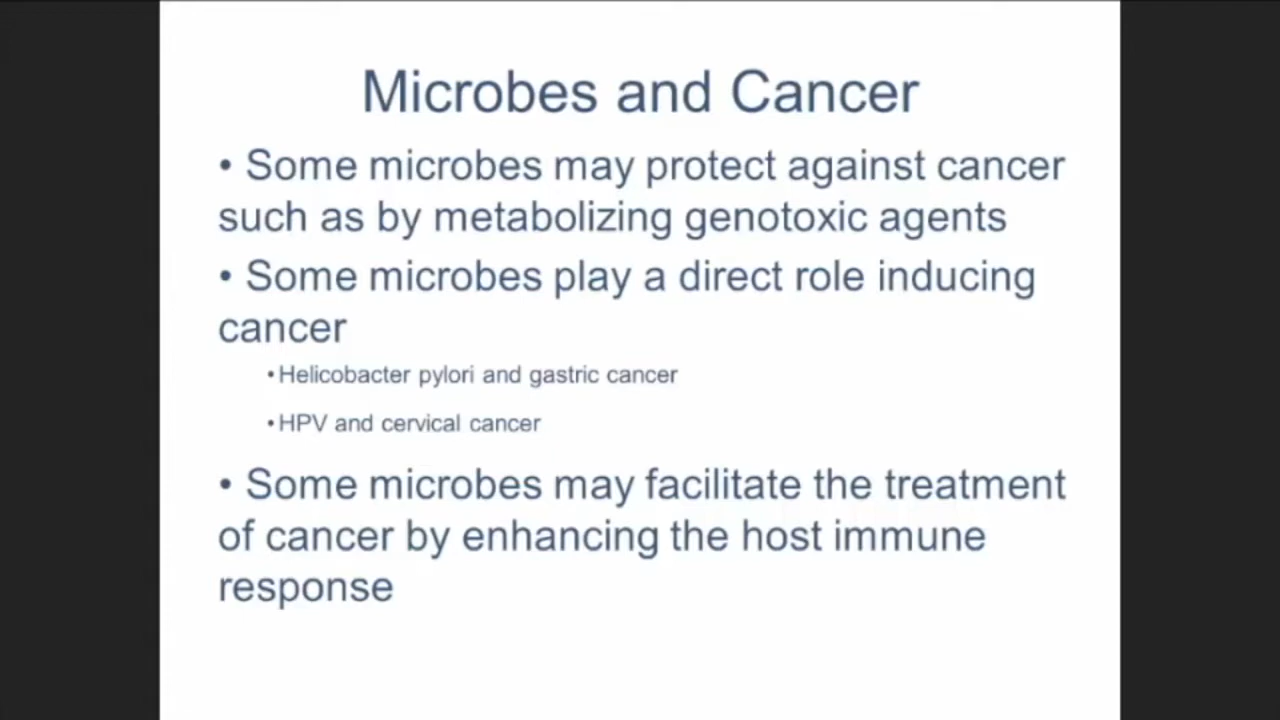 Microbes and Cancer
• Some microbes may protect against cancer
such as by metabolizing genotoxic agents
• Some microbes play a direct role inducing
cancer
• Helicobacter pylori and gastric cancer
• HPV and cervical cancer
• Some microbes may facilitate the treatment
of cancer by enhancing the host immune
response